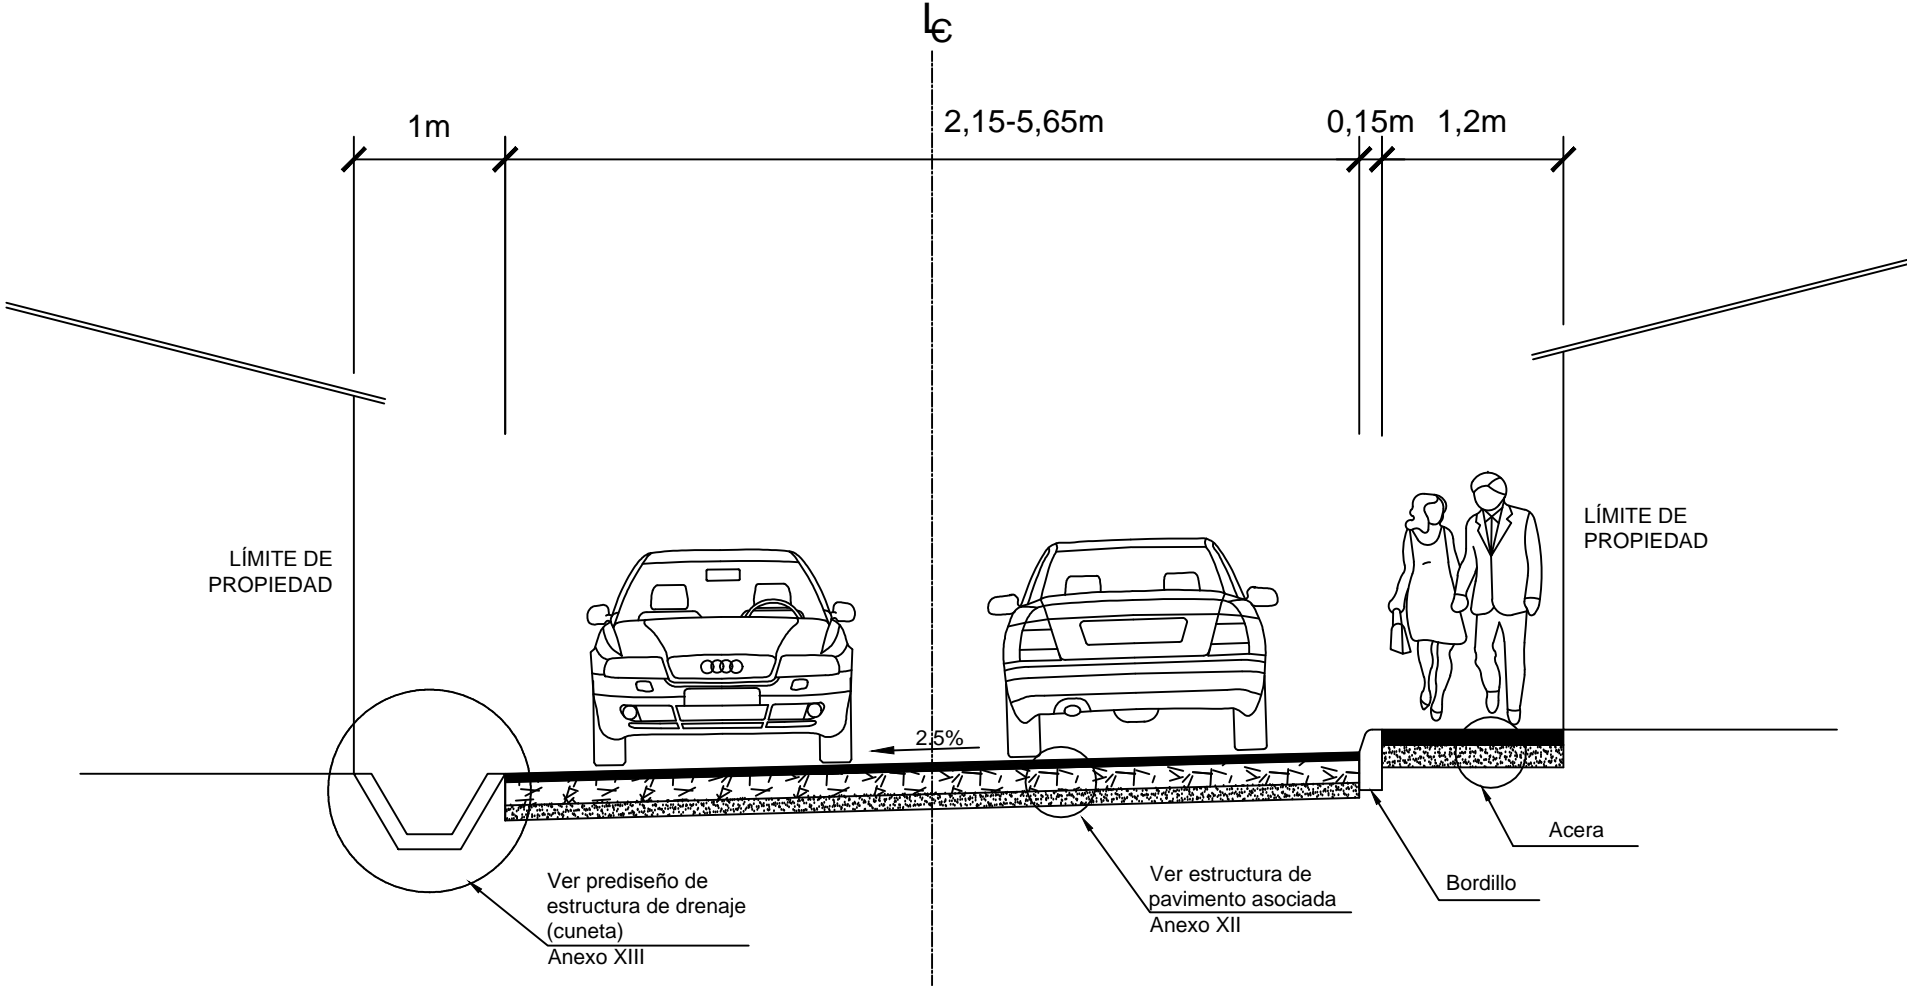 ℄
1m
2,15-5,65m
0,15m
1,2m
LÍMITE DE
PROPIEDAD
LÍMITE DE
PROPIEDAD
2.5%
Ver prediseño de
estructura de drenaje
(cuneta)
Anexo XIII
Ver estructura de
pavimento asociada
Anexo XII
Bordillo
Acera